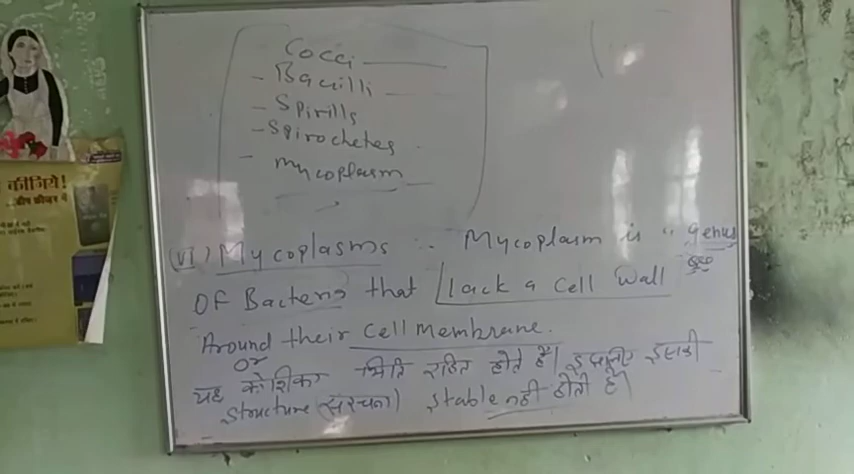 Cocci
- Bacilli
- Spirills
- Spirochetes
- Mycoplasm
कीजिये!
(VI) Mycoplasms :- Mycoplasm is a genus
OF Bacteria that lack a Cell Wall
Around their Cell Membrane.
or
यह कोशिका भित्ति रहित होते हैं। इसलिए इसकी
Structure (संरचना) stable नही होती है।